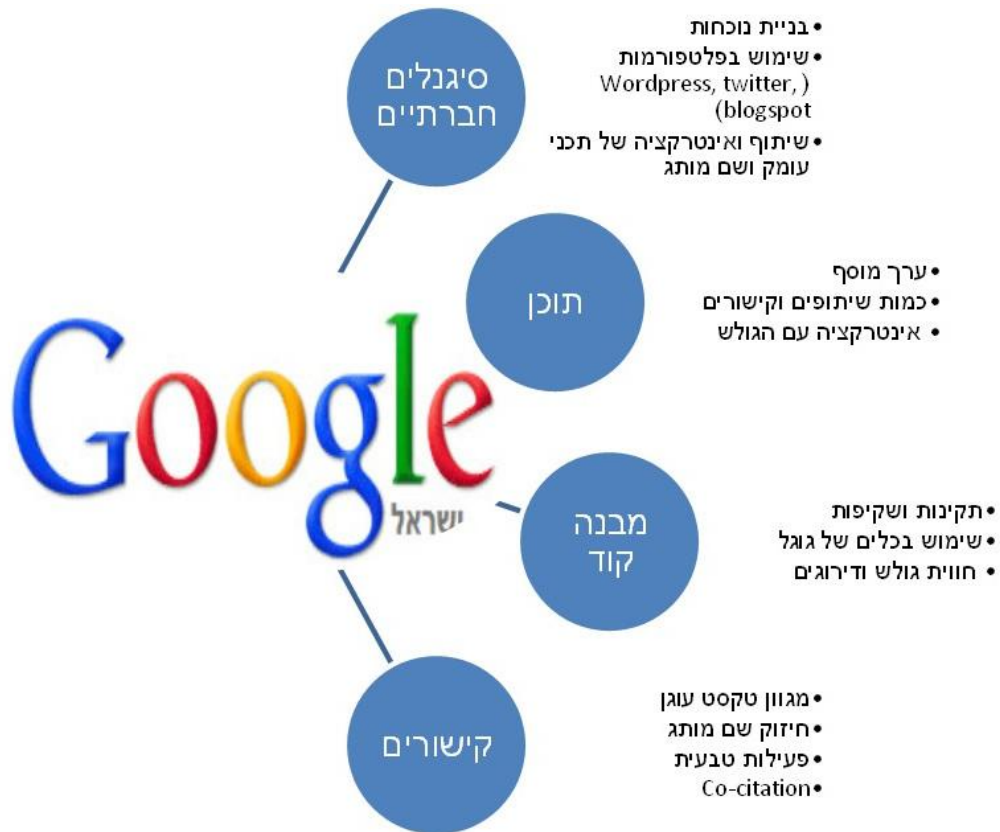 סיגנלים
חברתיים
•בניית נוכחות
•שימוש בפלטפורמות
Wordpress, twitter, )
(blogspot
•שיתוף ואינטרקציה של תכני
עומק ושם מותג
תוכן
•ערך מוסף
•כמות שיתופים וקישורים
•אינטרקציה עם הגולש
Google
ישראל
מבנה
קוד
•תקינות ושקיפות
•שימוש בכלים של גוגל
•חווית גולש ודירוגים
קישורים
•מגוון טקסט עוגן
•חיזוק שם מותג
•פעילות טבעית
•Co-citation